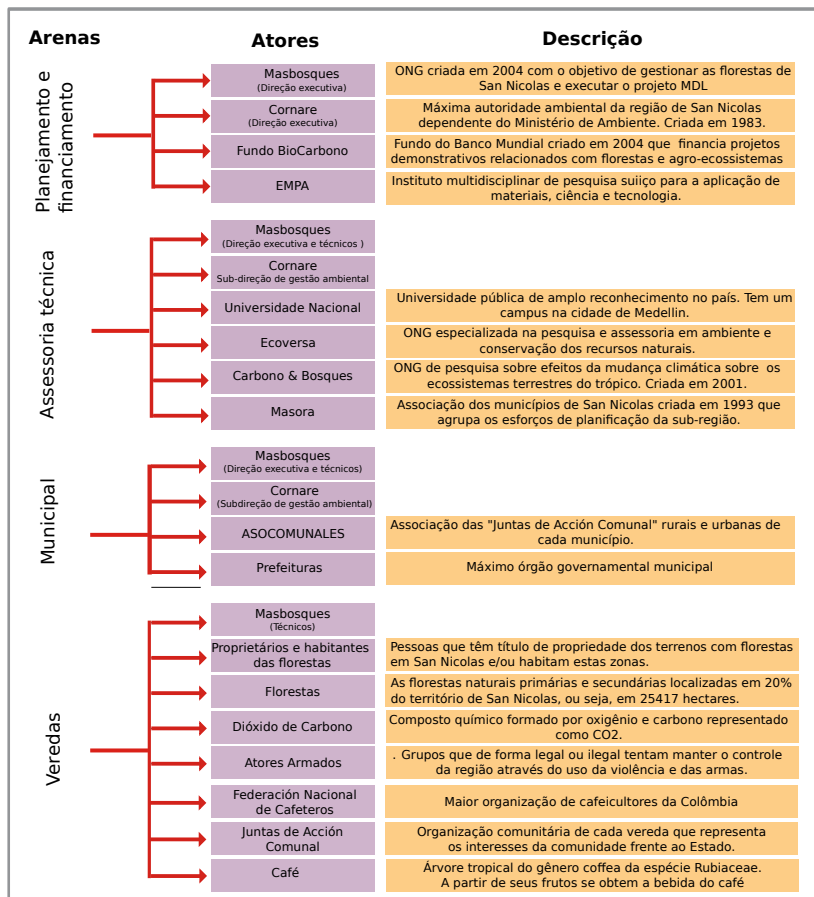 Arenas
Atores
Descrição
Planejamento e
financiamento
Masbosques
(Direção executiva)
ONG criada em 2004 com o objetivo de gestionar as florestas de
San Nicolas e executar o projeto MDL
Cornare
(Direção executiva)
Máxima autoridade ambiental da região de San Nicolas
dependente do Ministério de Ambiente. Criada em 1983.
Fundo BioCarbono
Fundo do Banco Mundial criado em 2004 que financia projetos
demonstrativos relacionados com florestas e agro-ecossistemas
EMPA
Instituto multidisciplinar de pesquisa suiiço para a aplicação de
materiais, ciência e tecnologia.
Assessoria técnica
Masbosques
(Direção executiva e técnicos )
Cornare
Sub-direção de gestão ambiental
Universidade Nacional
Universidade pública de amplo reconhecimento no país. Tem um
campus na cidade de Medellin.
Ecoversa
ONG especializada na pesquisa e assessoria em ambiente e
conservação dos recursos naturais.
Carbono & Bosques
ONG de pesquisa sobre efeitos da mudança climática sobre os
ecossistemas terrestres do trópico. Criada em 2001.
Masora
Associação dos municípios de San Nicolas criada em 1993 que
agrupa os esforços de planificação da sub-região.
Municipal
Masbosques
(Direção executiva e técnicos)
Cornare
(Subdireção de gestão ambiental)
ASOCOMUNALES
Associação das "Juntas de Acción Comunal" rurais e urbanas de
cada município.
Prefeituras
Máximo órgão governamental municipal
Veredas
Masbosques
(Técnicos)
Proprietários e habitantes
das florestas
Pessoas que têm título de propriedade dos terrenos com florestas
em San Nicolas e/ou habitam estas zonas.
Florestas
As florestas naturais primárias e secundárias localizadas em 20%
do território de San Nicolas, ou seja, em 25417 hectares.
Dióxido de Carbono
Composto químico formado por oxigênio e carbono representado
como CO2.
Atores Armados
. Grupos que de forma legal ou ilegal tentam manter o controle
da região através do uso da violência e das armas.
Federación Nacional
de Cafeteros
Maior organização de cafeicultores da Colômbia
Juntas de Acción
Comunal
Organização comunitária de cada vereda que representa
os interesses da comunidade frente ao Estado.
Café
Árvore tropical do gênero coffea da espécie Rubiaceae.
A partir de seus frutos se obtem a bebida do café